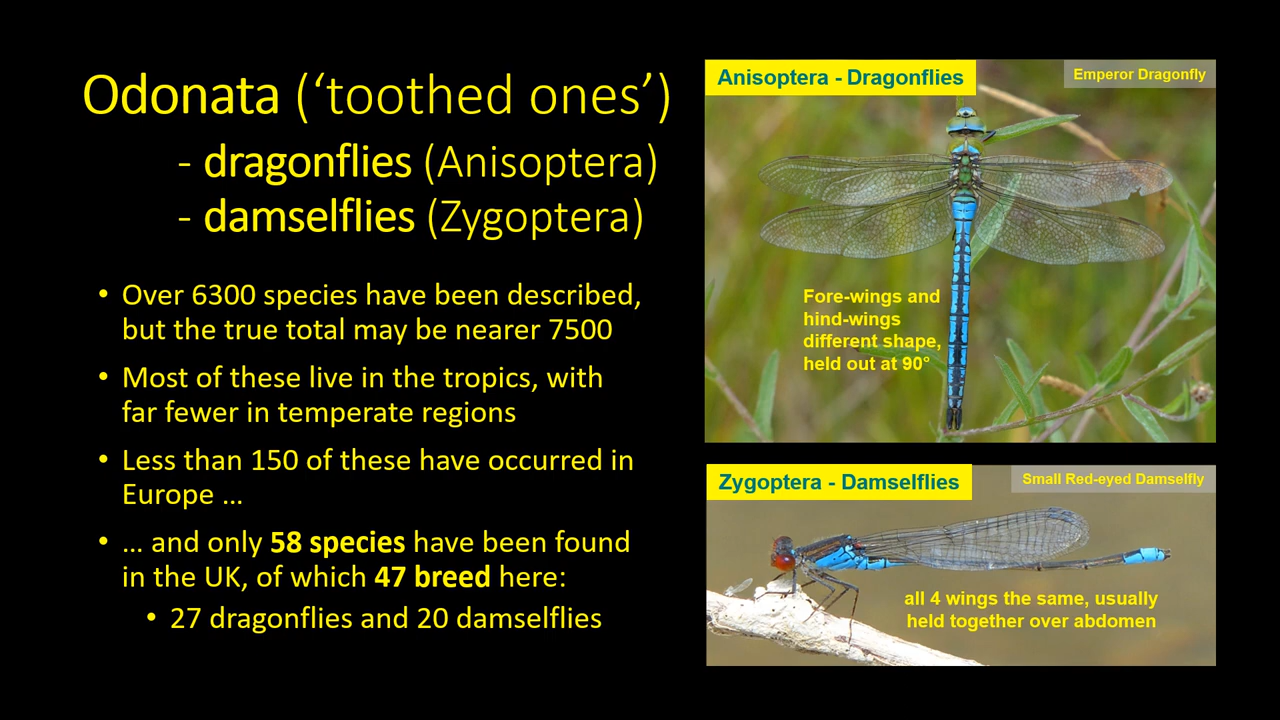 Odonata (‘toothed ones’)
- dragonflies (Anisoptera)
- damselflies (Zygoptera)
• Over 6300 species have been described,
but the true total may be nearer 7500
• Most of these live in the tropics, with
far fewer in temperate regions
• Less than 150 of these have occurred in
Europe …
• … and only 58 species have been found
in the UK, of which 47 breed here:
• 27 dragonflies and 20 damselflies
Anisoptera - Dragonflies
Emperor Dragonfly
Fore-wings and
hind-wings
different shape,
held out at 90°
Zygoptera - Damselflies
Small Red-eyed Damselfly
all 4 wings the same, usually
held together over abdomen